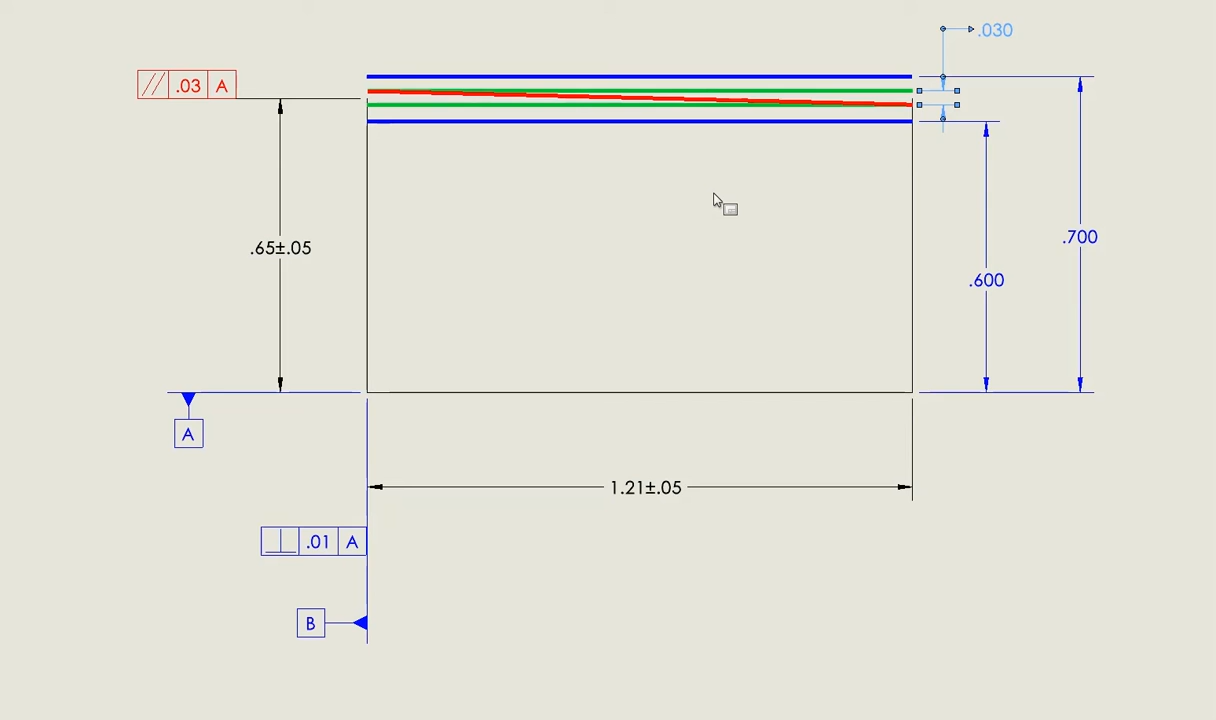 .030
// .03 A
.65±.05
.700
.600
A
1.21±.05
⊥ .01 A
B